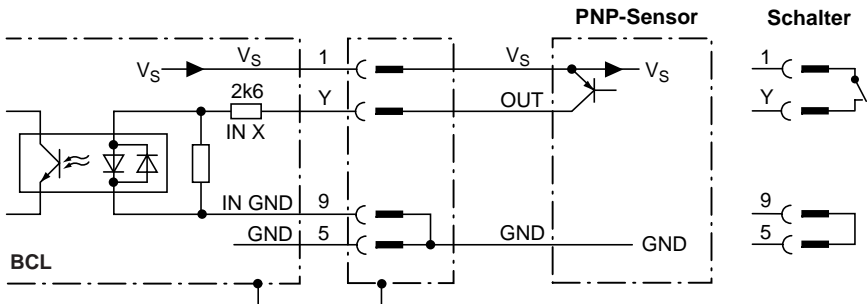 PNP-Sensor Schalter
V_S V_S 1 V_S V_S 1
2k6 Y OUT Y
IN X
IN GND 9 9
GND 5 GND GND 5
BCL